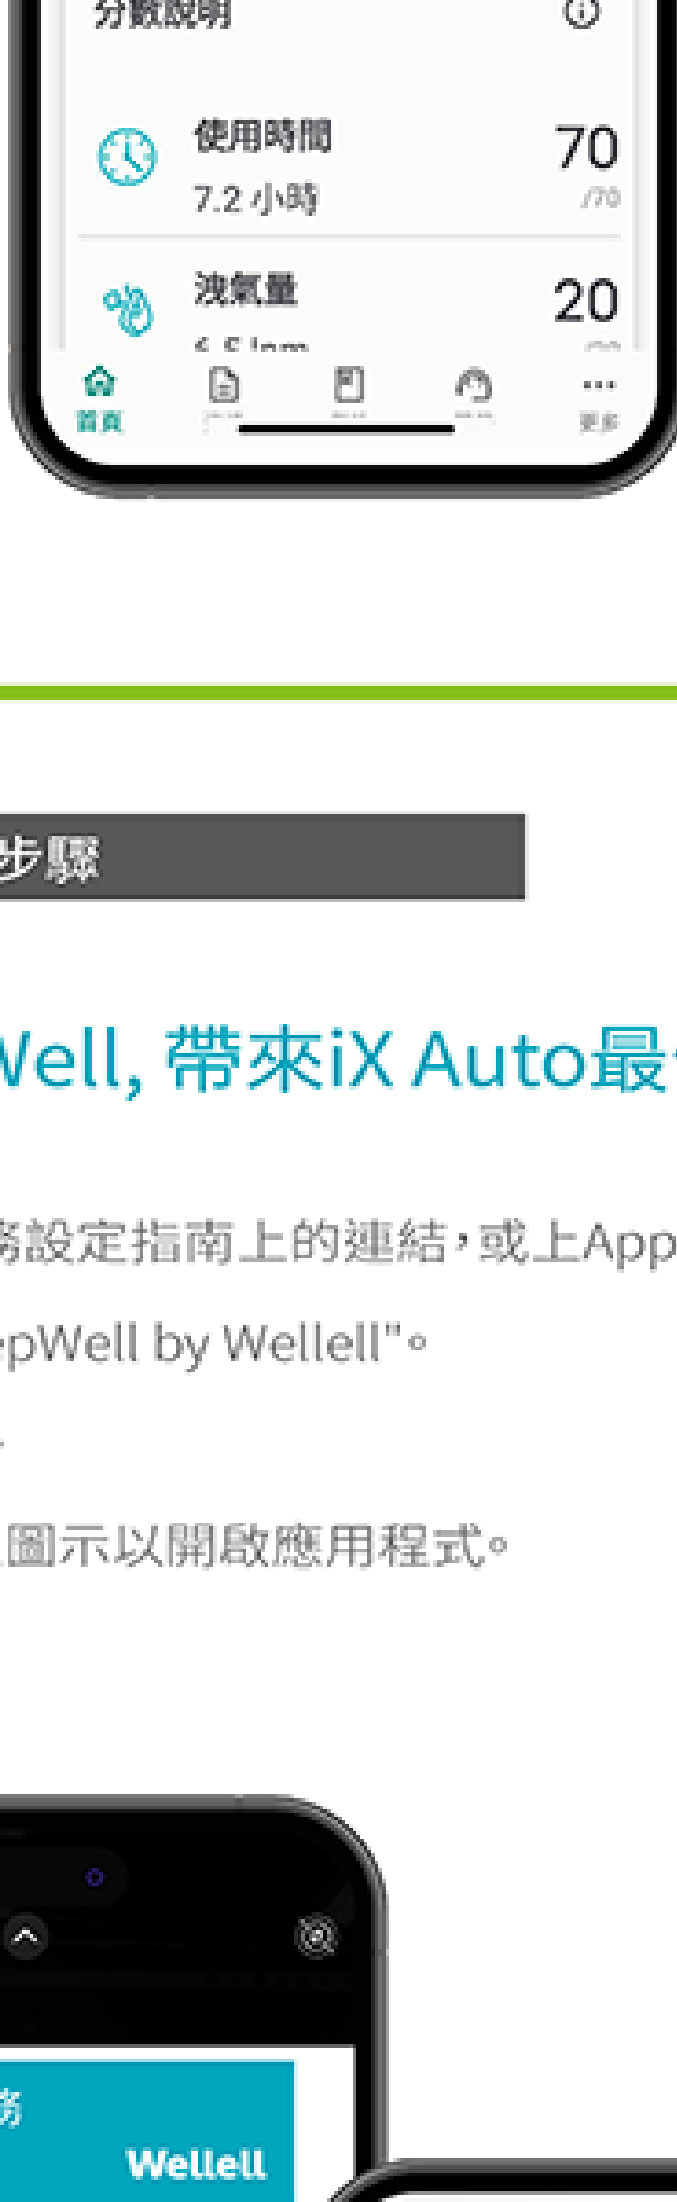 分數說明
使用時間
70
7.2 小時
/70
洩氣量
20
首頁
更多
步驟
Well, 帶來iX Auto最
務設定指南上的連結，或上App
epWell by Wellell"。
圖示以開啟應用程式。
務
Wellell